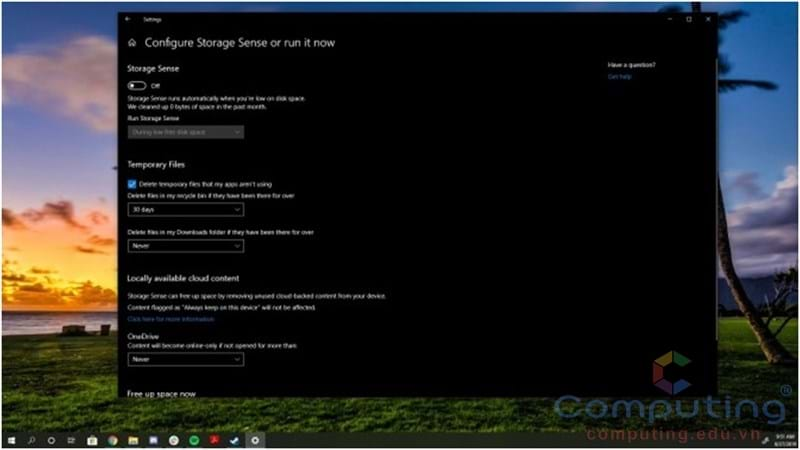 Settings
Configure Storage Sense or run it now
Storage Sense
Off
Storage Sense runs automatically when you're low on disk space.
We cleaned up 0 bytes of space in the past month.
Run Storage Sense
During low free disk space
Temporary Files
Delete temporary files that my apps aren't using
Delete files in my recycle bin if they have been there for over
30 days
Delete files in my Downloads folder if they have been there for over
Never
Locally available cloud content
Storage Sense can free up space by removing unused cloud-backed content from your device.
Content flagged as "Always keep on this device" will not be affected.
Click here for more information
OneDrive
Content will become online-only if not opened for more than:
Never
Free up space now
Have a question?
Get help
Computing®
computing.edu.vn
9:51 AM